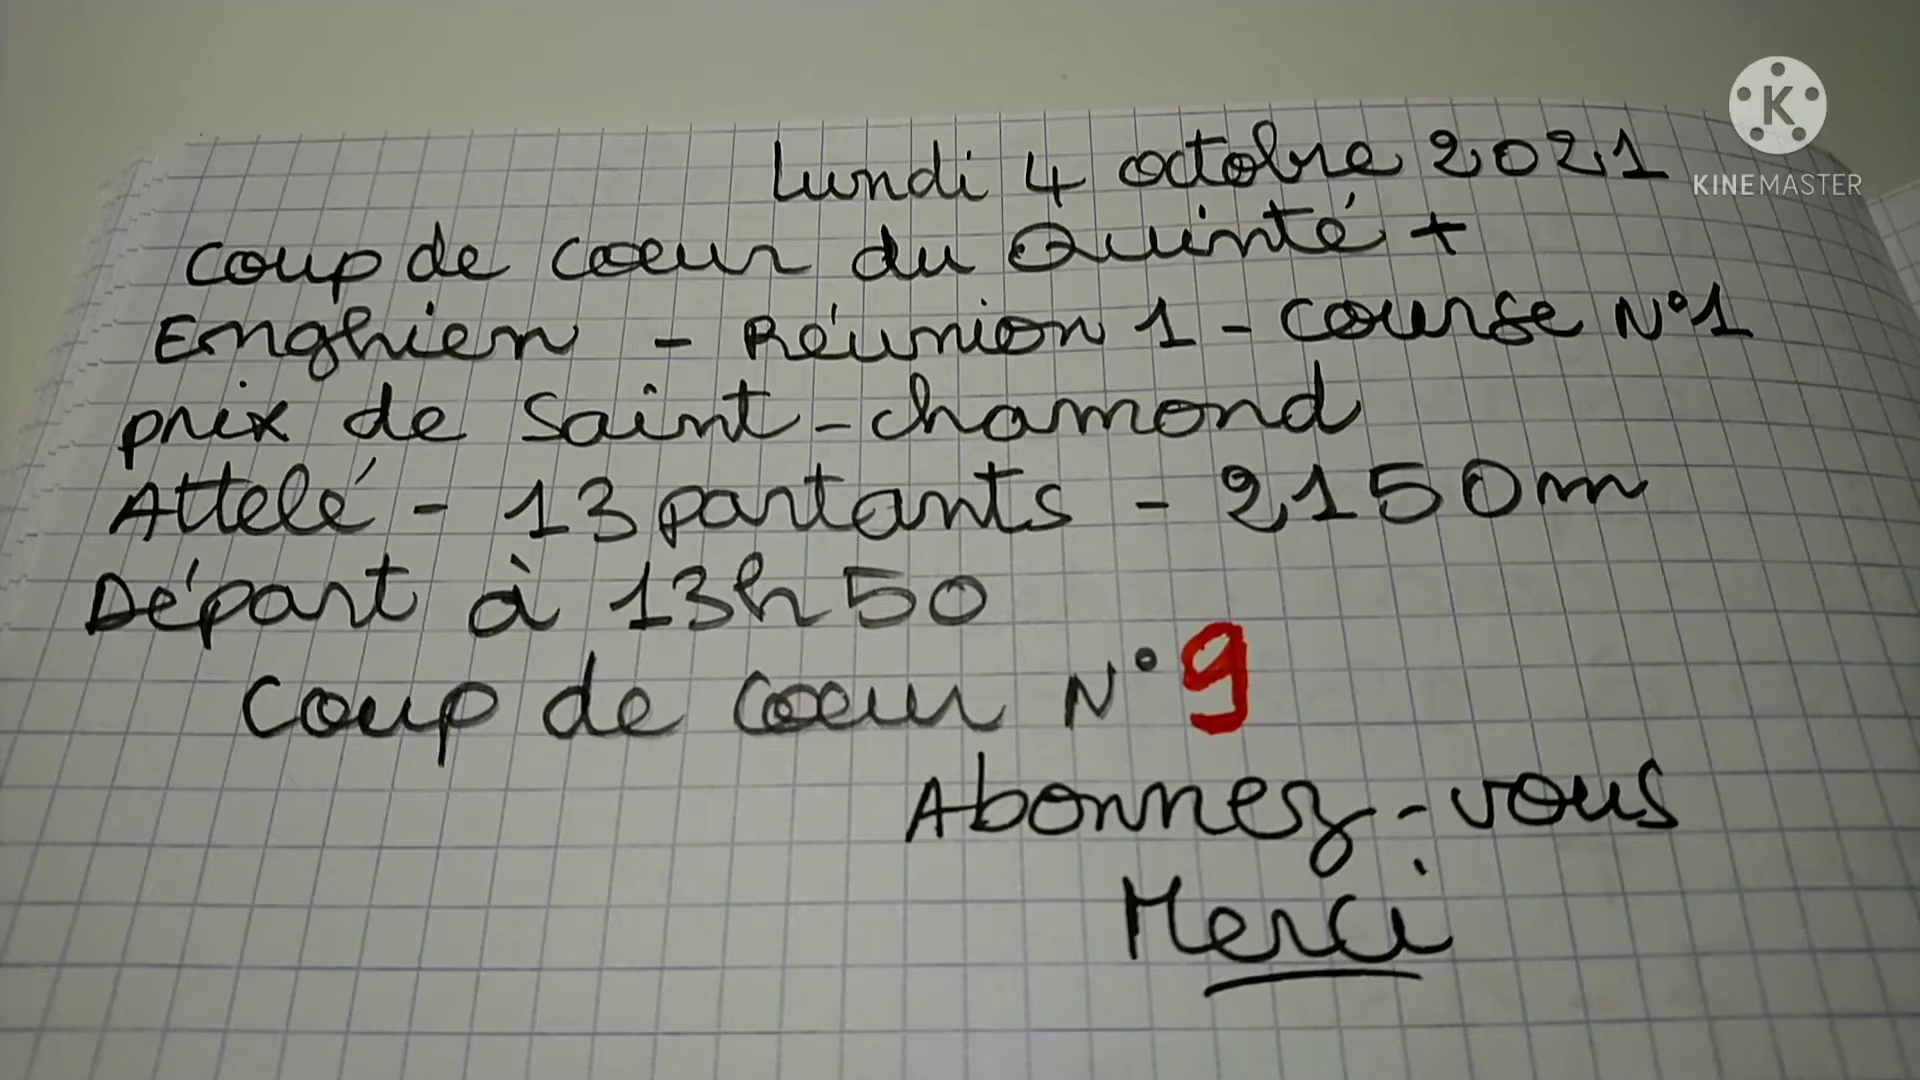 Lundi 4 octobre 2021
coup de coeur du Quinté +
Enghien - Réunion 1 - course N°1
prix de Saint-chamond
Attelé - 13 partants - 2150m
Départ à 13h50
Coup de coeur N° 9
Abonnez-vous
Merci
K
KINEMASTER